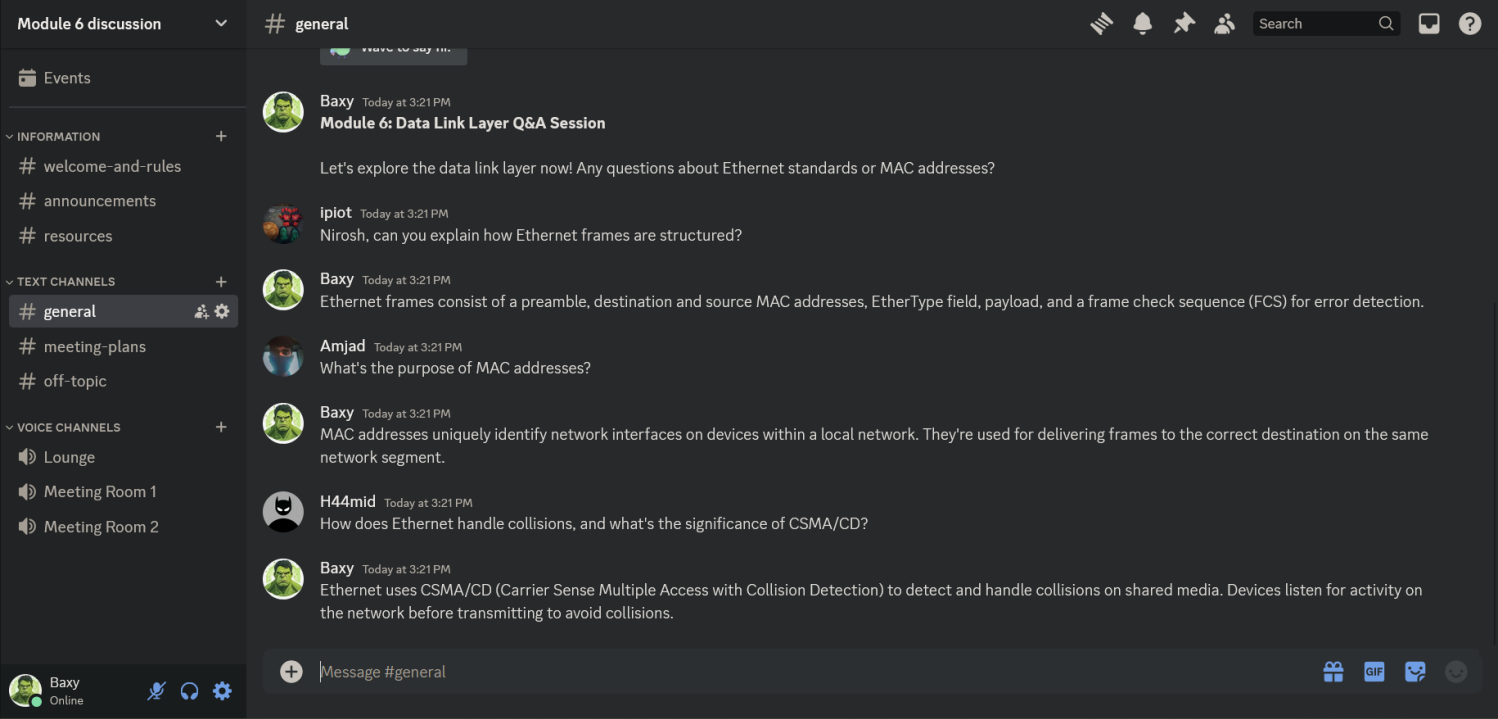 Module 6 discussion
general
Search
Events
INFORMATION
welcome-and-rules
announcements
resources
TEXT CHANNELS
general
meeting-plans
off-topic
VOICE CHANNELS
Lounge
Meeting Room 1
Meeting Room 2
Baxy
Online
Wave to say hi!
Baxy Today at 3:21 PM
Module 6: Data Link Layer Q&A Session
Let's explore the data link layer now! Any questions about Ethernet standards or MAC addresses?
ipiot Today at 3:21 PM
Nirosh, can you explain how Ethernet frames are structured?
Baxy Today at 3:21 PM
Ethernet frames consist of a preamble, destination and source MAC addresses, EtherType field, payload, and a frame check sequence (FCS) for error detection.
Amjad Today at 3:21 PM
What's the purpose of MAC addresses?
Baxy Today at 3:21 PM
MAC addresses uniquely identify network interfaces on devices within a local network. They're used for delivering frames to the correct destination on the same
network segment.
H44mid Today at 3:21 PM
How does Ethernet handle collisions, and what's the significance of CSMA/CD?
Baxy Today at 3:21 PM
Ethernet uses CSMA/CD (Carrier Sense Multiple Access with Collision Detection) to detect and handle collisions on shared media. Devices listen for activity on
the network before transmitting to avoid collisions.
Message #general
GIF